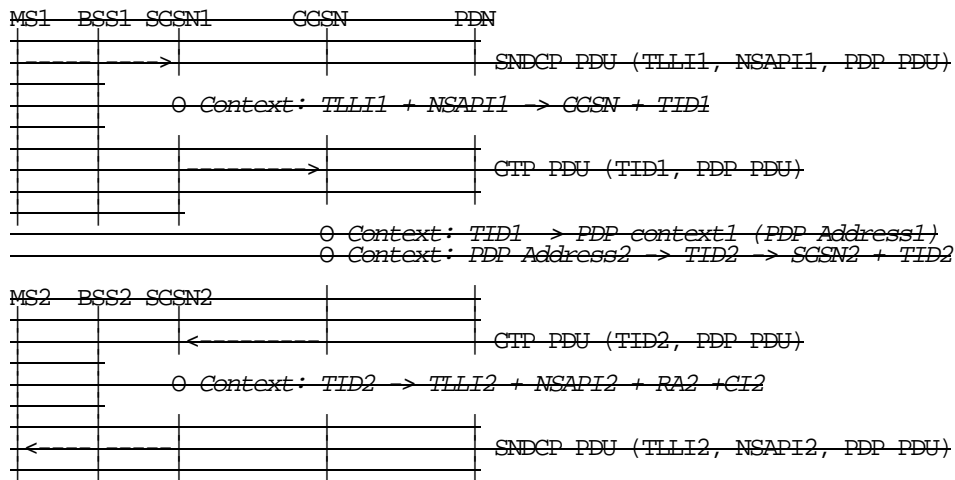 MS1 BSS1 SGSN1 GGSN PDN
SNDCP PDU (TLLI1, NSAPI1, PDP PDU)
O Context: TLLI1 + NSAPI1 -> GGSN + TID1
GTP PDU (TID1, PDP PDU)
O Context: TID1 -> PDP context1 (PDP Address1)
O Context: PDP Address2 -> TID2 -> SGSN2 + TID2
MS2 BSS2 SGSN2
GTP PDU (TID2, PDP PDU)
O Context: TID2 -> TLLI2 + NSAPI2 + RA2 +CI2
SNDCP PDU (TLLI2, NSAPI2, PDP PDU)